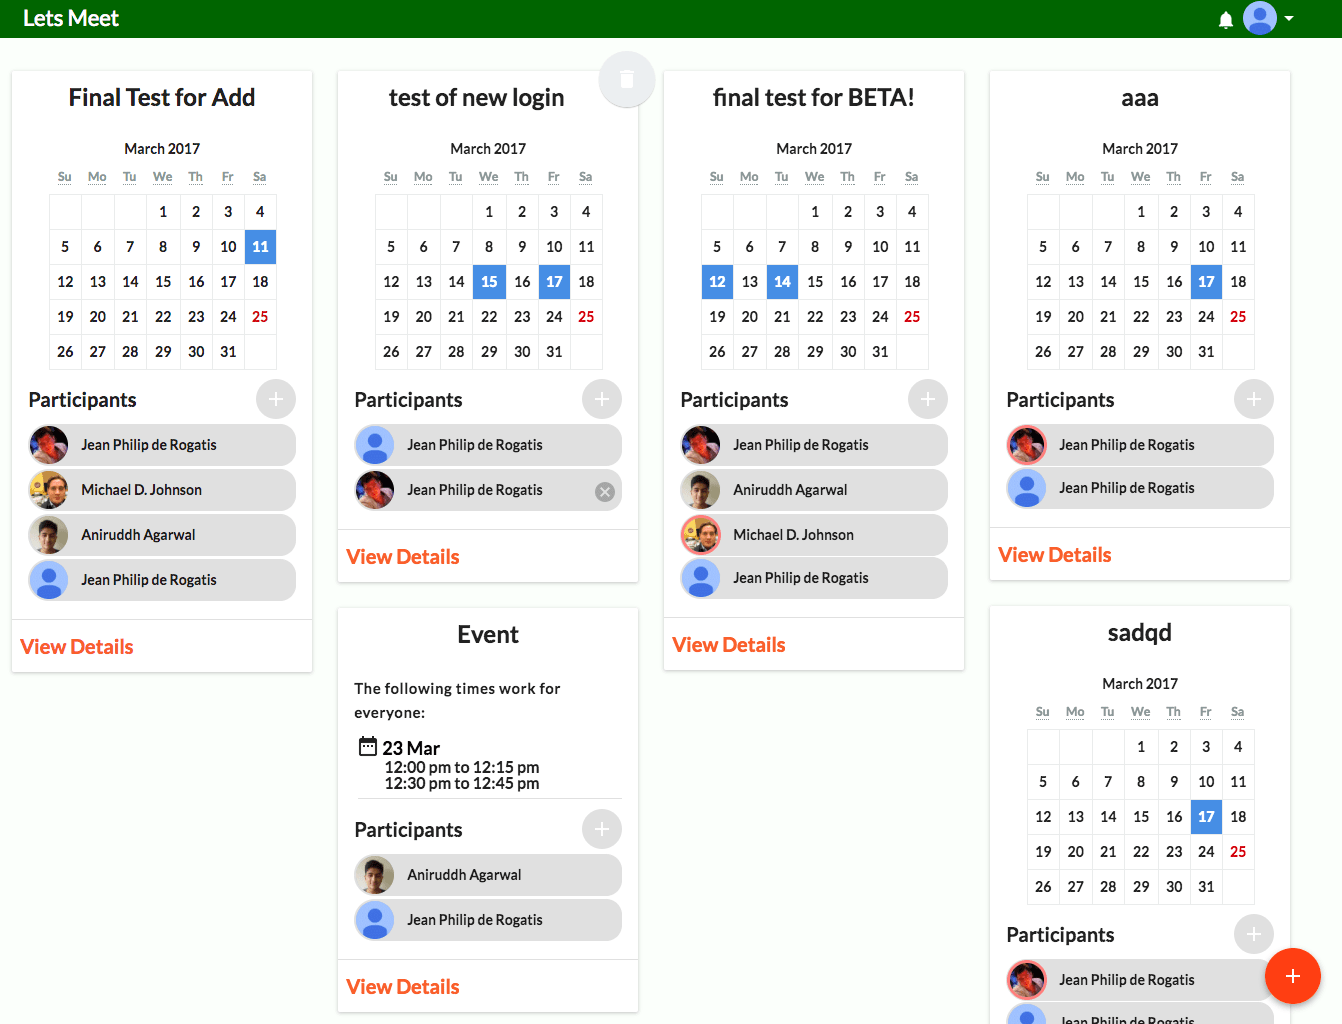 Lets Meet
Final Test for Add
March 2017
Su Mo Tu We Th Fr Sa
1 2 3 4
5 6 7 8 9 10 11
12 13 14 15 16 17 18
19 20 21 22 23 24 25
26 27 28 29 30 31
Participants
Jean Philip de Rogatis
Michael D. Johnson
Aniruddh Agarwal
Jean Philip de Rogatis
View Details
test of new login
March 2017
Su Mo Tu We Th Fr Sa
1 2 3 4
5 6 7 8 9 10 11
12 13 14 15 16 17 18
19 20 21 22 23 24 25
26 27 28 29 30 31
Participants
Jean Philip de Rogatis
Jean Philip de Rogatis
View Details
Event
The following times work for
everyone:
23 Mar
12:00 pm to 12:15 pm
12:30 pm to 12:45 pm
Participants
Aniruddh Agarwal
Jean Philip de Rogatis
View Details
final test for BETA!
March 2017
Su Mo Tu We Th Fr Sa
1 2 3 4
5 6 7 8 9 10 11
12 13 14 15 16 17 18
19 20 21 22 23 24 25
26 27 28 29 30 31
Participants
Jean Philip de Rogatis
Aniruddh Agarwal
Michael D. Johnson
Jean Philip de Rogatis
View Details
aaa
March 2017
Su Mo Tu We Th Fr Sa
1 2 3 4
5 6 7 8 9 10 11
12 13 14 15 16 17 18
19 20 21 22 23 24 25
26 27 28 29 30 31
Participants
Jean Philip de Rogatis
Jean Philip de Rogatis
View Details
sadqd
March 2017
Su Mo Tu We Th Fr Sa
1 2 3 4
5 6 7 8 9 10 11
12 13 14 15 16 17 18
19 20 21 22 23 24 25
26 27 28 29 30 31
Participants
Jean Philip de Rogatis
Jean Philip de Rogatis